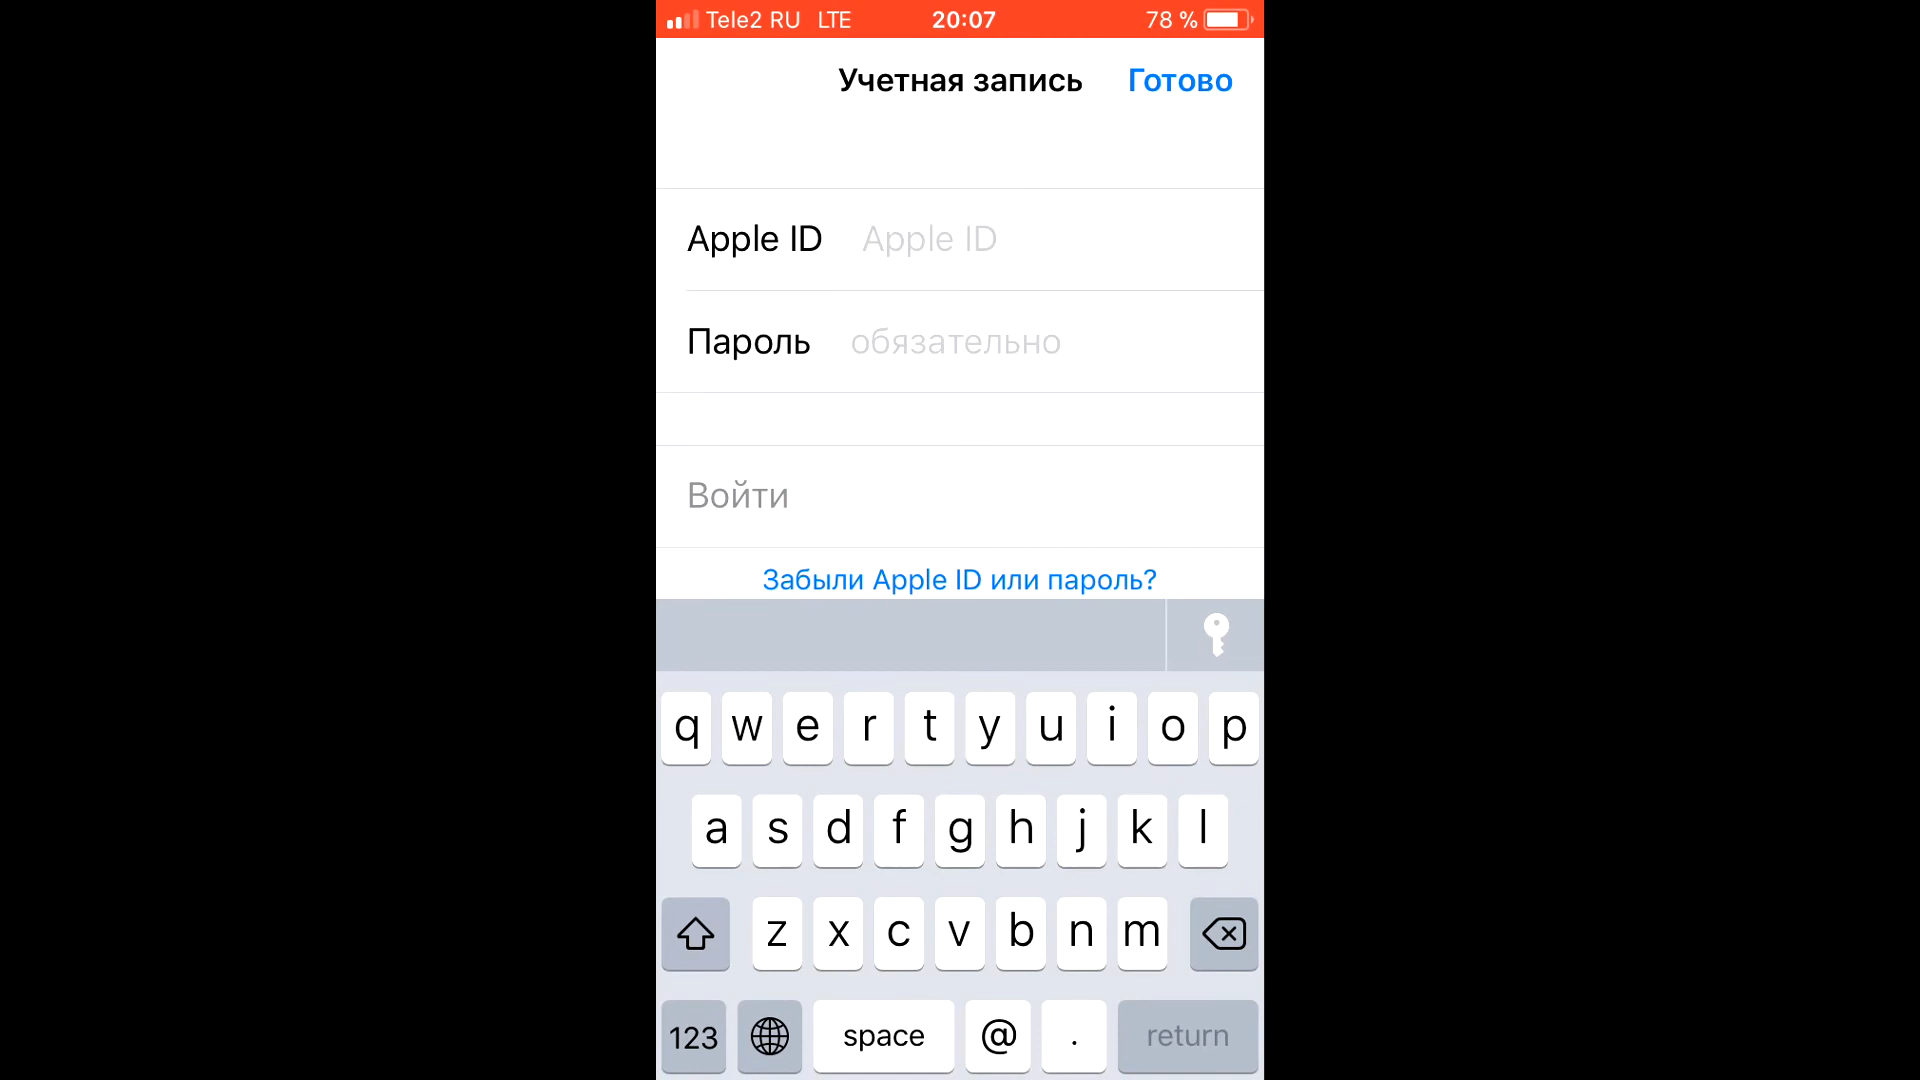 Tele2 RU LTE 20:07 78 %
Учетная запись Готово
Apple ID Apple ID
Пароль обязательно
Войти
Забыли Apple ID или пароль?
q w e r t y u i o p
a s d f g h j k l
z x c v b n m
123 space @ . return